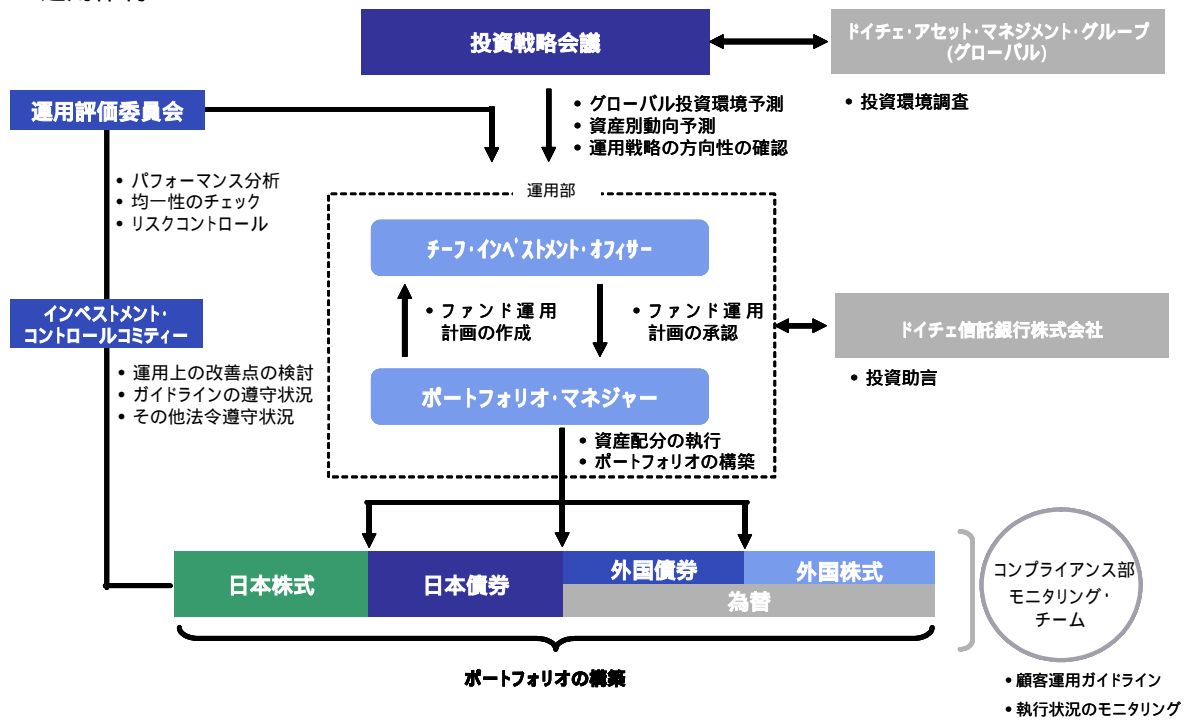 投資戦略会議
ドイチェ・アセット・マネジメント・グループ
(グローバル)
• 投資環境調査
運用評価委員会
• グローバル投資環境予測
• 資産別動向予測
• 運用戦略の方向性の確認
• パフォーマンス分析
• 均一性のチェック
• リスクコントロール
運用部
チーフ・インベストメント・オフィサー
• ファンド運用
計画の作成
• ファンド運用
計画の承認
インベストメント・
コントロールコミティー
ドイチェ信託銀行株式会社
• 投資助言
• 運用上の改善点の検討
• ガイドラインの遵守状況
• その他法令遵守状況
ポートフォリオ・マネジャー
• 資産配分の執行
• ポートフォリオの構築
日本株式
日本債券
外国債券
外国株式
為替
コンプライアンス部
モニタリング・
チーム
ポートフォリオの構築
• 顧客運用ガイドライン
• 執行状況のモニタリング